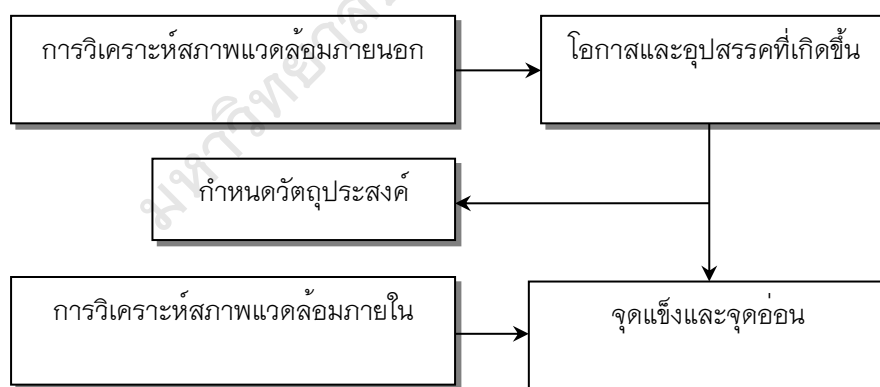 การวิเคราะห์สภาพแวดล้อมภายนอก
โอกาสและอุปสรรคที่เกิดขึ้น
กำหนดวัตถุประสงค์
การวิเคราะห์สภาพแวดล้อมภายใน
จุดแข็งและจุดอ่อน